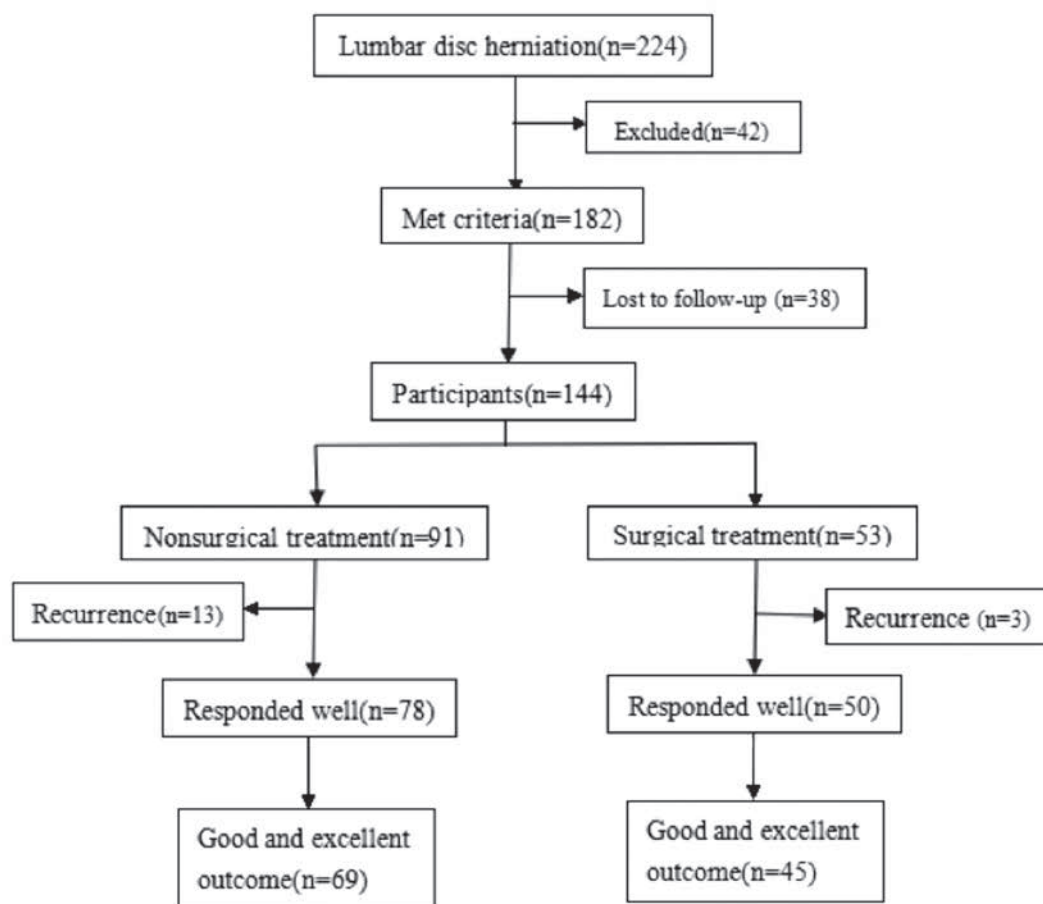 Lumbar disc herniation(n=224)
Excluded(n=42)
Met criteria(n=182)
Lost to follow-up (n=38)
Participants(n=144)
Nonsurgical treatment(n=91)
Surgical treatment(n=53)
Recurrence(n=13)
Recurrence (n=3)
Responded well(n=78)
Responded well(n=50)
Good and excellent
outcome(n=69)
Good and excellent
outcome(n=45)